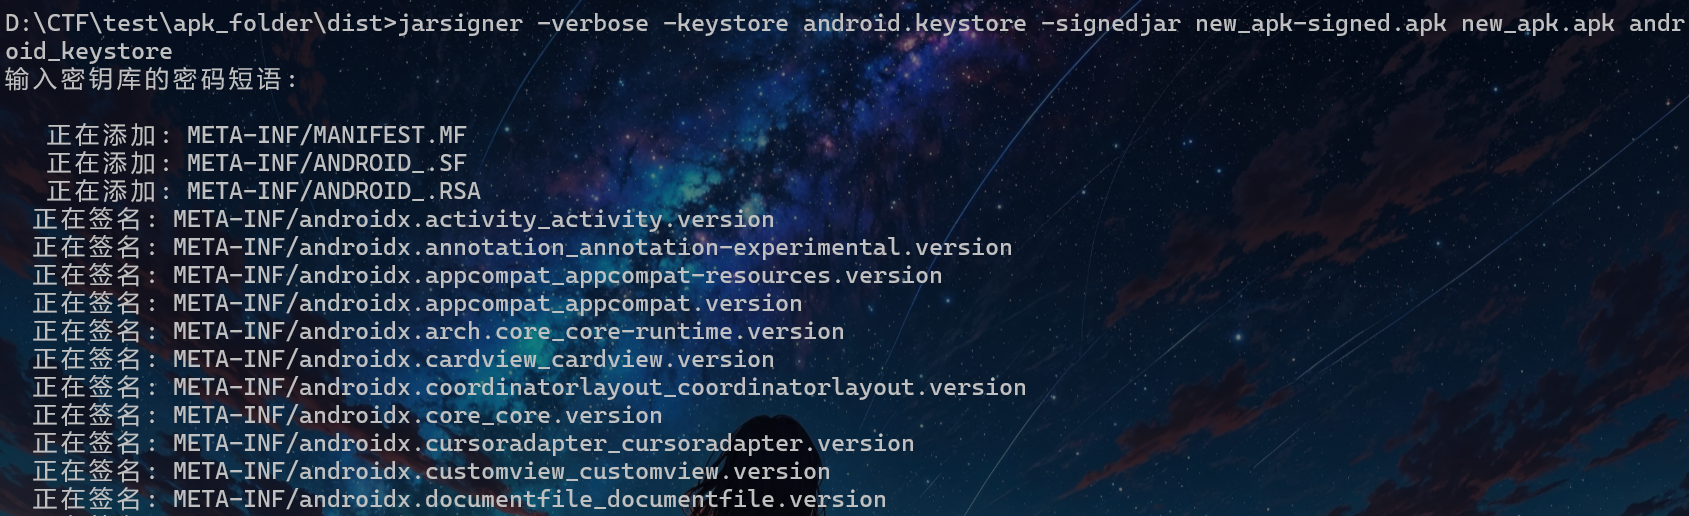 D:\CTF\test\apk_folder\dist>jarsigner -verbose -keystore android.keystore -signedjar new_apk-signed.apk new_apk.apk andr
oid_keystore
输入密钥库的密码短语:
正在添加: META-INF/MANIFEST.MF
正在添加: META-INF/ANDROID_.SF
正在添加: META-INF/ANDROID_.RSA
正在签名: META-INF/androidx.activity_activity.version
正在签名: META-INF/androidx.annotation_annotation-experimental.version
正在签名: META-INF/androidx.appcompat_appcompat-resources.version
正在签名: META-INF/androidx.appcompat_appcompat.version
正在签名: META-INF/androidx.arch.core_core-runtime.version
正在签名: META-INF/androidx.cardview_cardview.version
正在签名: META-INF/androidx.coordinatorlayout_coordinatorlayout.version
正在签名: META-INF/androidx.core_core.version
正在签名: META-INF/androidx.cursoradapter_cursoradapter.version
正在签名: META-INF/androidx.customview_customview.version
正在签名: META-INF/androidx.documentfile_documentfile.version